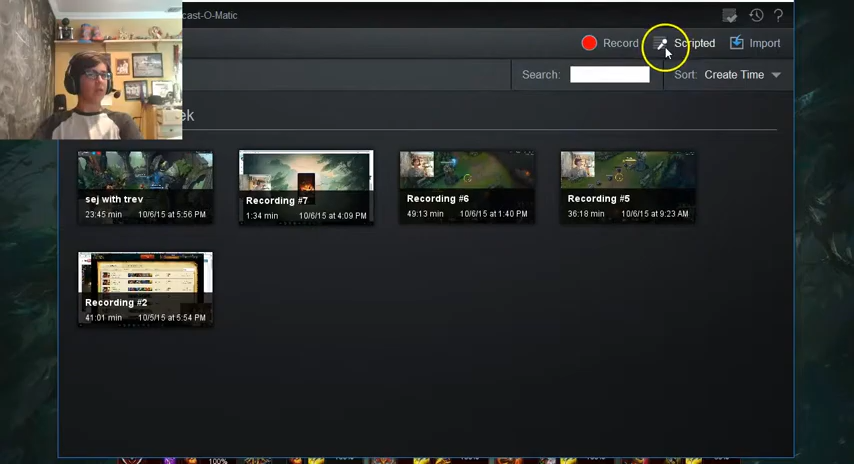 cast-O-Matic
Record Scripted Import
Search: Sort: Create Time
ek
sej with trev
23:45 min 10/6/15 at 5:56 PM
Recording #7
1:34 min 10/6/15 at 4:09 PM
Recording #6
49:13 min 10/6/15 at 1:40 PM
Recording #5
36:18 min 10/6/15 at 9:23 AM
Recording #2
41:01 min 10/5/15 at 5:54 PM
100%